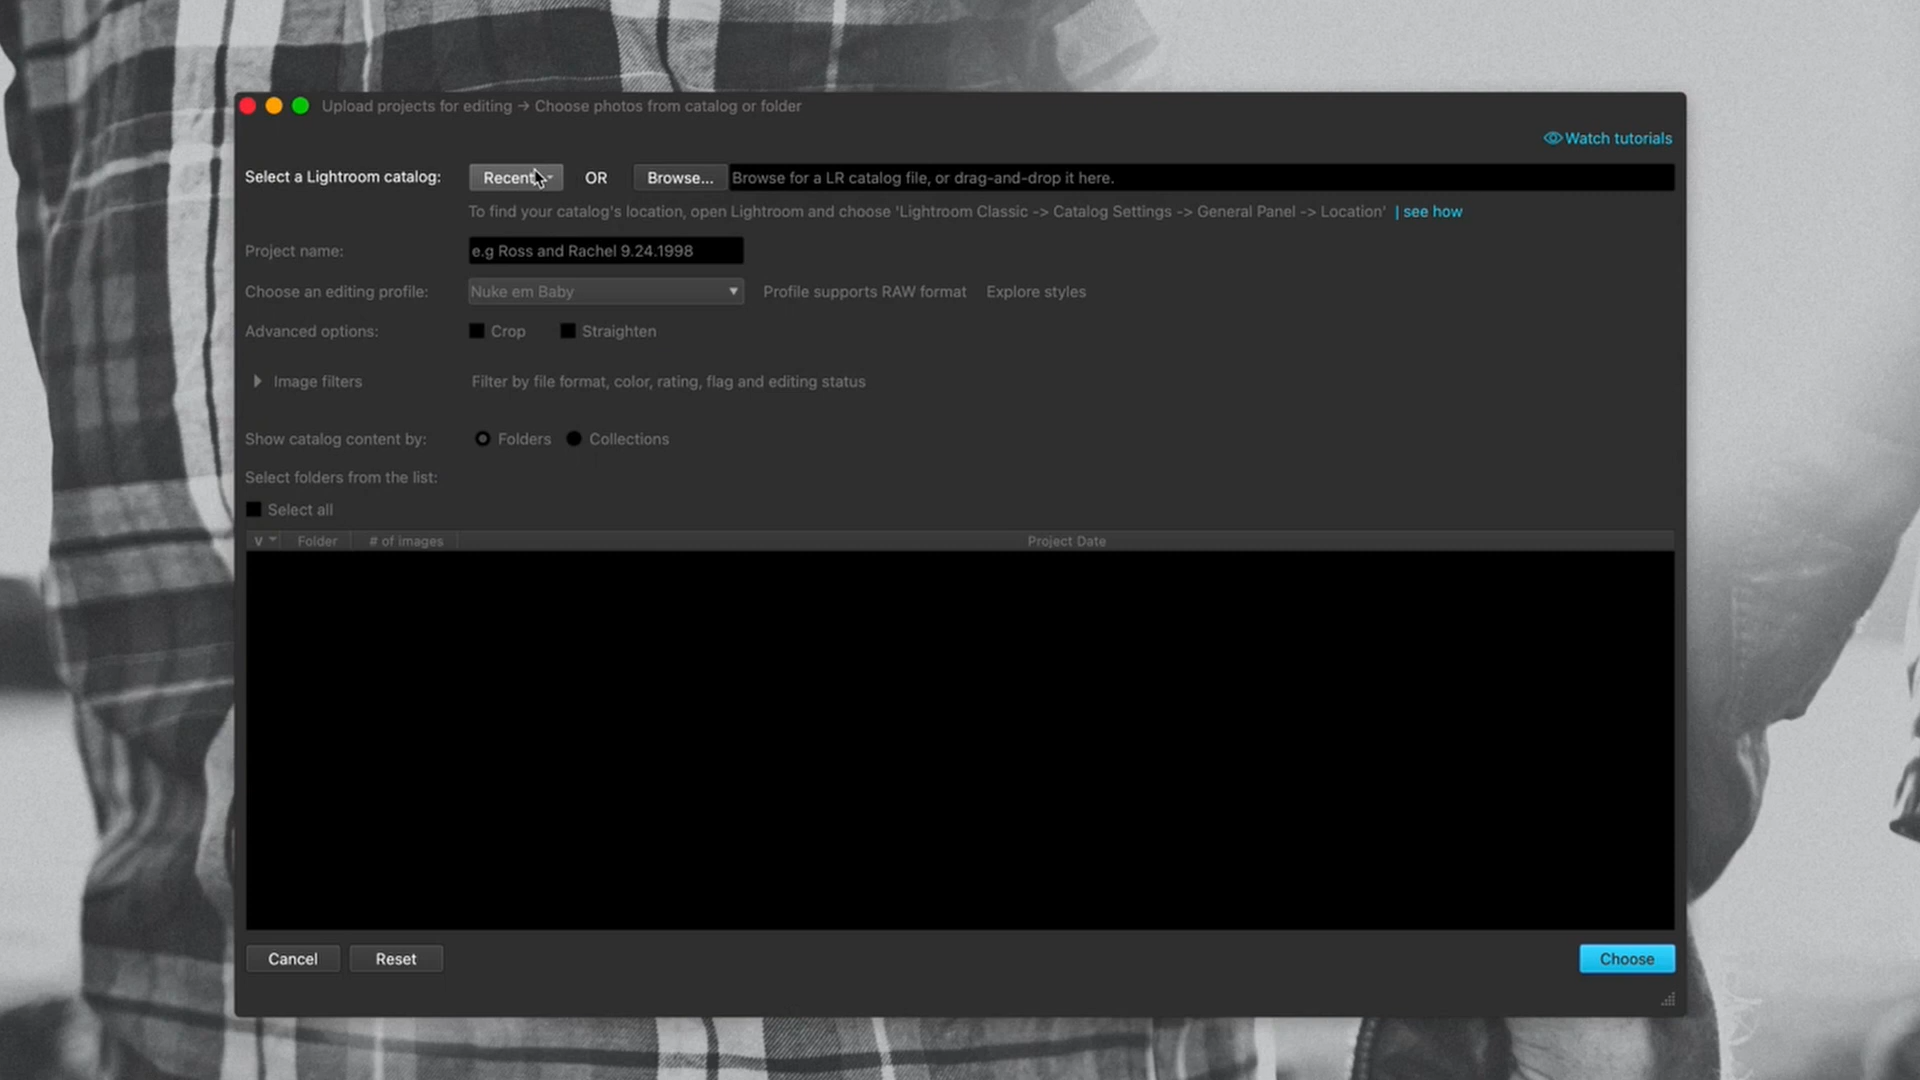 Upload projects for editing → Choose photos from catalog or folder
Watch tutorials
Select a Lightroom catalog: Recent OR Browse... Browse for a LR catalog file, or drag-and-drop it here.
To find your catalog's location, open Lightroom and choose 'Lightroom Classic -> Catalog Settings -> General Panel -> Location' | see how
Project name: e.g Ross and Rachel 9.24.1998
Choose an editing profile: Nuke em Baby Profile supports RAW format Explore styles
Advanced options: Crop Straighten
Image filters Filter by file format, color, rating, flag and editing status
Show catalog content by: Folders Collections
Select folders from the list:
Select all
v Folder # of images Project Date
Cancel Reset Choose